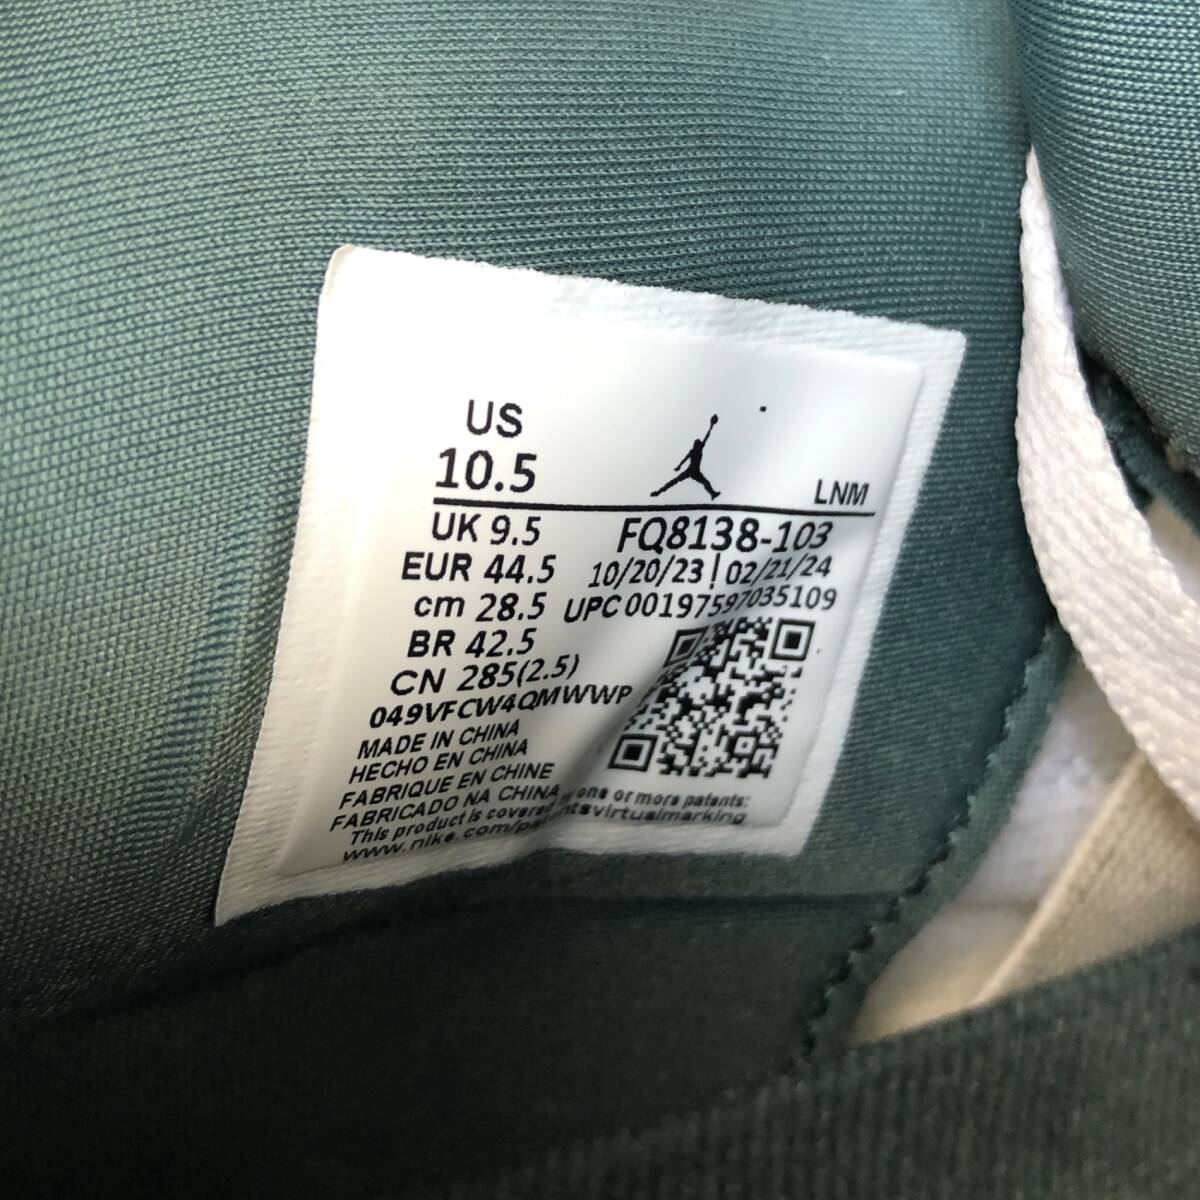 US
10.5
LNM
UK 9.5
FQ8138-103
EUR 44.5
10/20/23 | 02/21/24
cm 28.5
UPC 00197597035109
BR 42.5
CN 285(2.5)
049VFCW4QMWWP
MADE IN CHINA
HECHO EN CHINA
FABRIQUE EN CHINE
FABRICADO NA CHINA
This product is covered by one or more patents:
www.nike.com/patentsvirtualmarking